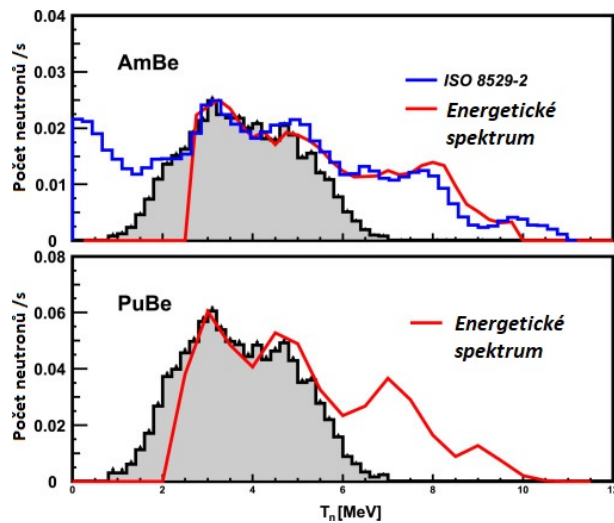 0.04
AmBe
ISO 8529-2
0.03
Energetické
spektrum
0.02
0.01
0
Počet neutronů /s
0.08
PuBe
Energetické
spektrum
0.06
0.04
0.02
0
Počet neutronů /s
0 2 4 6 8 10 12
Tn[MeV]